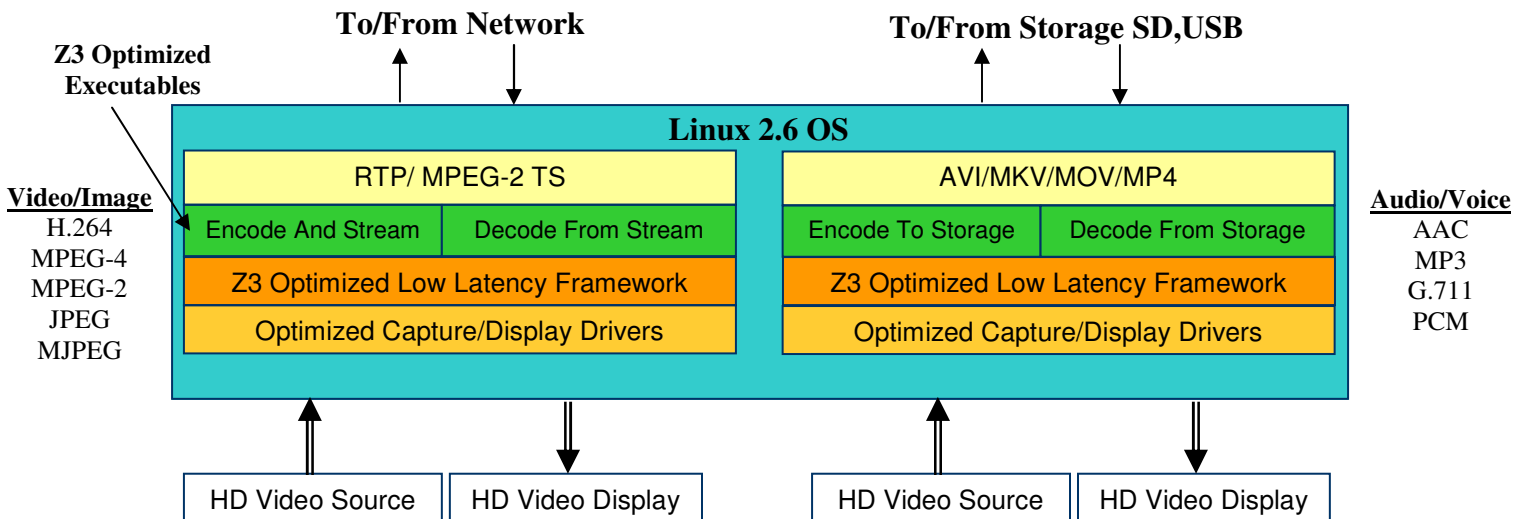 To/From Network
To/From Storage SD,USB
Z3 Optimized
Executables
Linux 2.6 OS
RTP/ MPEG-2 TS
AVI/MKV/MOV/MP4
Encode And Stream
Decode From Stream
Encode To Storage
Decode From Storage
Z3 Optimized Low Latency Framework
Z3 Optimized Low Latency Framework
Optimized Capture/Display Drivers
Optimized Capture/Display Drivers
Video/Image
H.264
MPEG-4
MPEG-2
JPEG
MJPEG
Audio/Voice
AAC
MP3
G.711
PCM
HD Video Source
HD Video Display
HD Video Source
HD Video Display